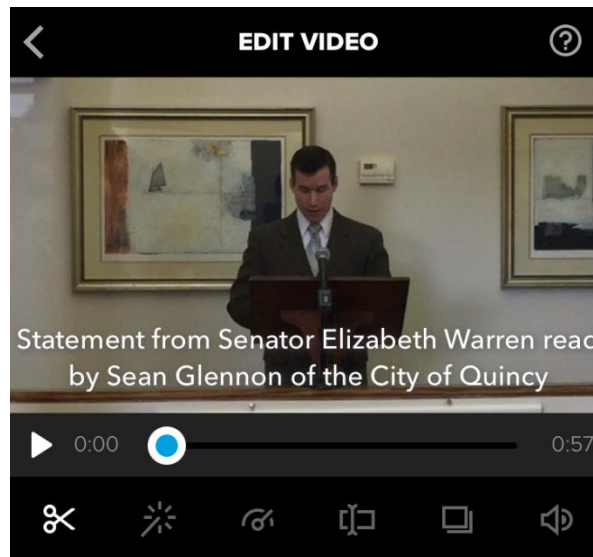 EDIT VIDEO
Statement from Senator Elizabeth Warren reac
by Sean Glennon of the City of Quincy
0:00
0:57